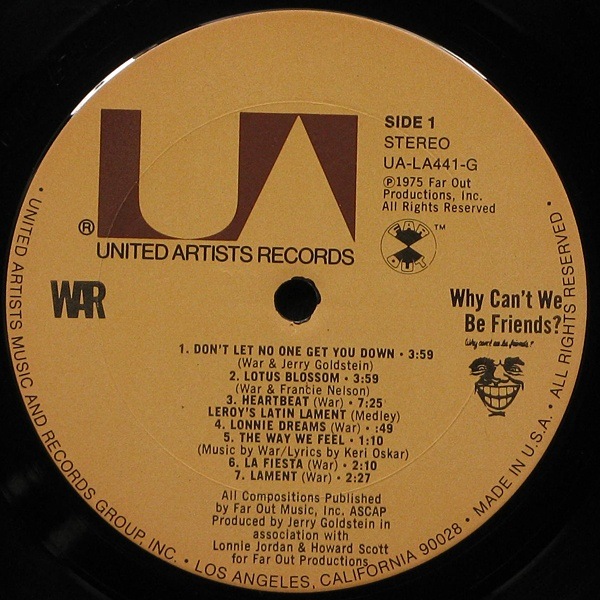 UA
®
UNITED ARTISTS RECORDS
SIDE 1
STEREO
UA-LA441-G
Ⓟ1975 Far Out
Productions, Inc.
All Rights Reserved
FAR OUT ™
WAR
Why Can't We
Be Friends?
Why can't we be friends?
1. DON'T LET NO ONE GET YOU DOWN • 3:59
(War & Jerry Goldstein)
2. LOTUS BLOSSOM • 3:59
(War & Francie Nelson)
3. HEARTBEAT (War) • 7:25
LEROY'S LATIN LAMENT (Medley)
4. LONNIE DREAMS (War) • :49
5. THE WAY WE FEEL • 1:10
(Music by War/Lyrics by Keri Oskar)
6. LA FIESTA (War) • 2:10
7. LAMENT (War) • 2:27
All Compositions Published
by Far Out Music, Inc. ASCAP
Produced by Jerry Goldstein in
association with
Lonnie Jordan & Howard Scott
for Far Out Productions
• UNITED ARTISTS MUSIC AND RECORDS GROUP, INC. • LOS ANGELES, CALIFORNIA 90028 • MADE IN U.S.A. • ALL RIGHTS RESERVED •